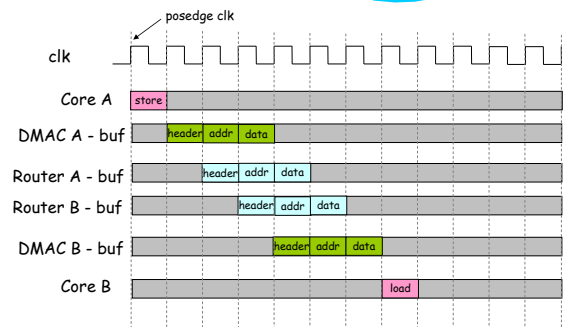 posedge clk
clk
Core A
store
DMAC A - buf
header addr data
Router A - buf
header addr data
Router B - buf
header addr data
DMAC B - buf
header addr data
Core B
load